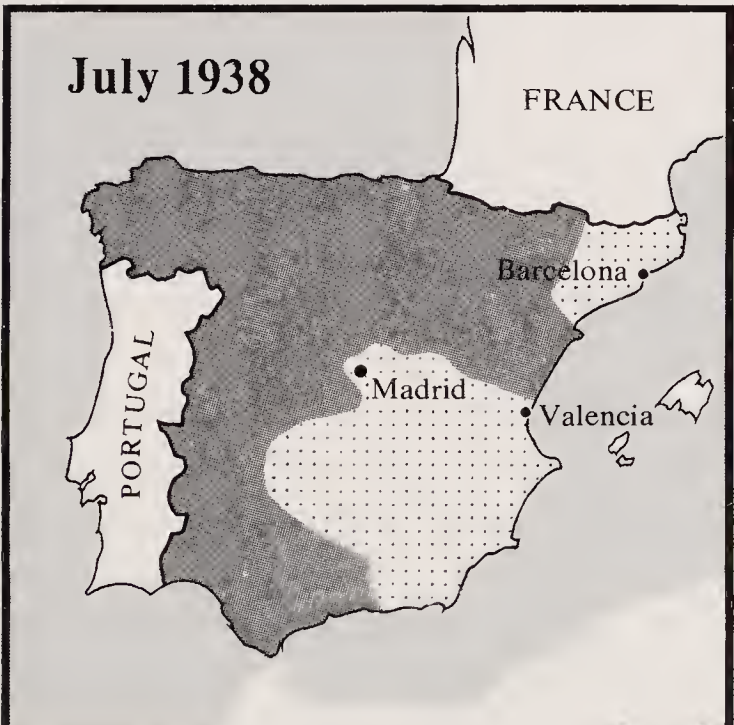 July 1938
FRANCE
Barcelona
Madrid
Valencia
PORTUGAL